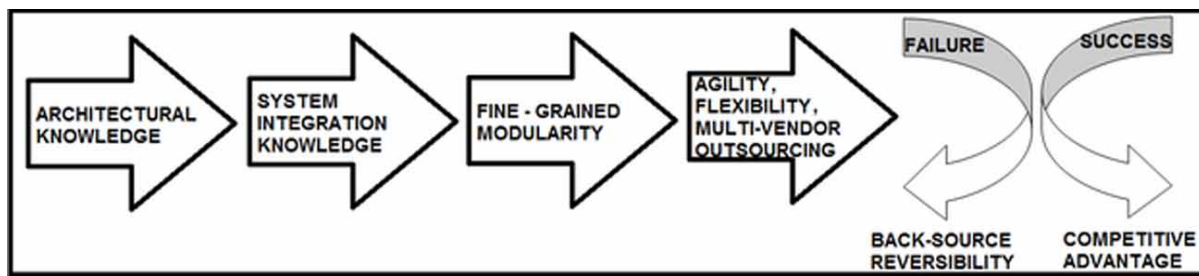 ARCHITECTURAL
KNOWLEDGE
SYSTEM
INTEGRATION
KNOWLEDGE
FINE - GRAINED
MODULARITY
AGILITY,
FLEXIBILITY,
MULTI-VENDOR
OUTSOURCING
FAILURE
SUCCESS
BACK-SOURCE
REVERSIBILITY
COMPETITIVE
ADVANTAGE